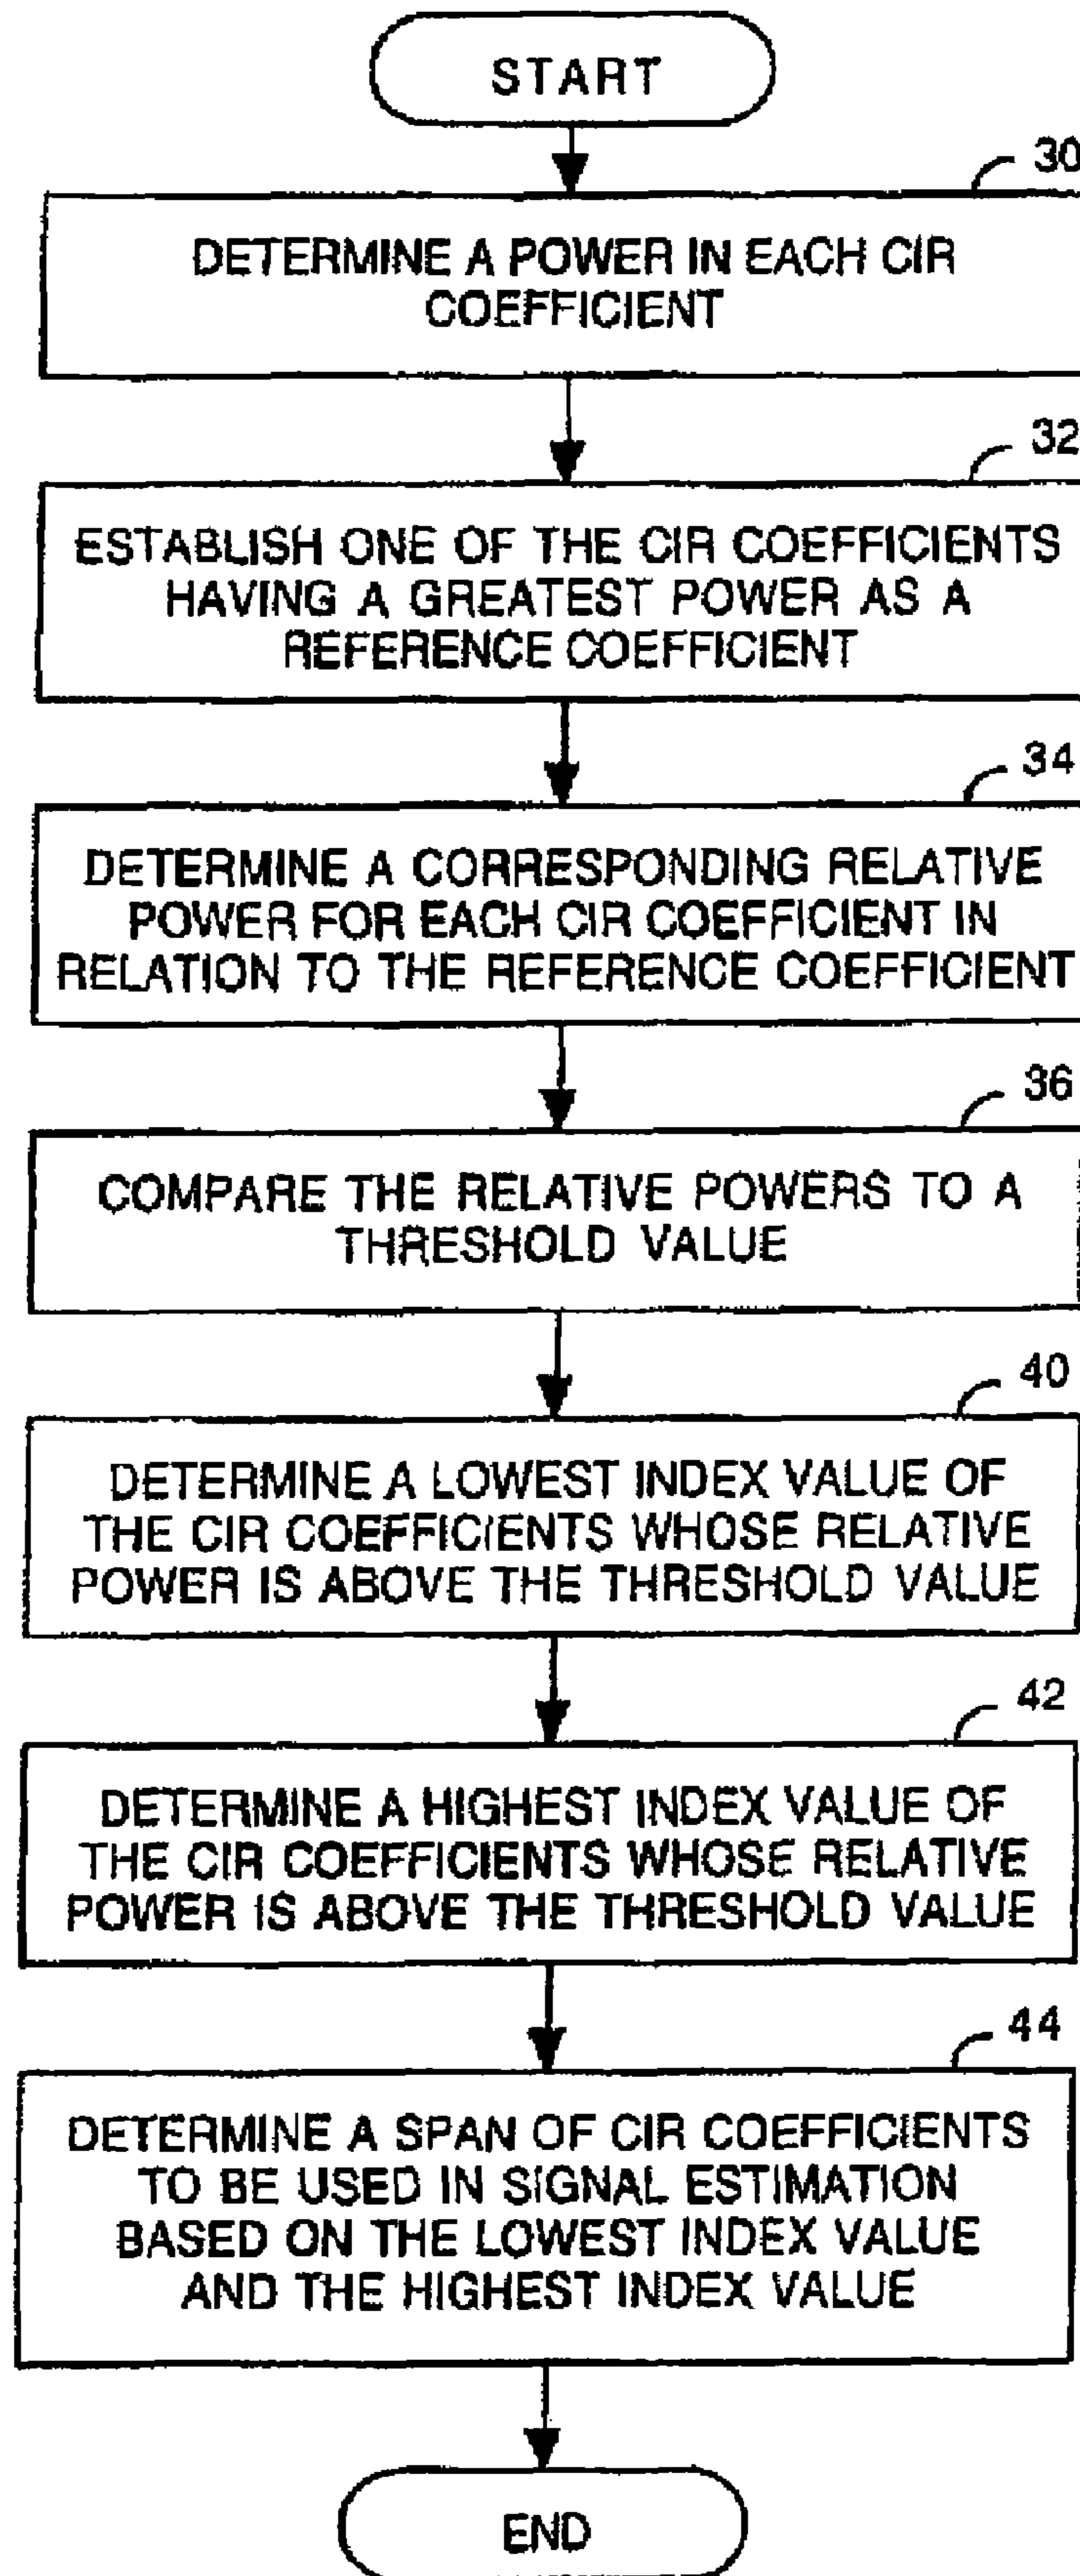 START
30
DETERMINE A POWER IN EACH CIR
COEFFICIENT
32
ESTABLISH ONE OF THE CIR COEFFICIENTS
HAVING A GREATEST POWER AS A
REFERENCE COEFFICIENT
34
DETERMINE A CORRESPONDING RELATIVE
POWER FOR EACH CIR COEFFICIENT IN
RELATION TO THE REFERENCE COEFFICIENT
36
COMPARE THE RELATIVE POWERS TO A
THRESHOLD VALUE
40
DETERMINE A LOWEST INDEX VALUE OF
THE CIR COEFFICIENTS WHOSE RELATIVE
POWER IS ABOVE THE THRESHOLD VALUE
42
DETERMINE A HIGHEST INDEX VALUE OF
THE CIR COEFFICIENTS WHOSE RELATIVE
POWER IS ABOVE THE THRESHOLD VALUE
44
DETERMINE A SPAN OF CIR COEFFICIENTS
TO BE USED IN SIGNAL ESTIMATION
BASED ON THE LOWEST INDEX VALUE
AND THE HIGHEST INDEX VALUE
END